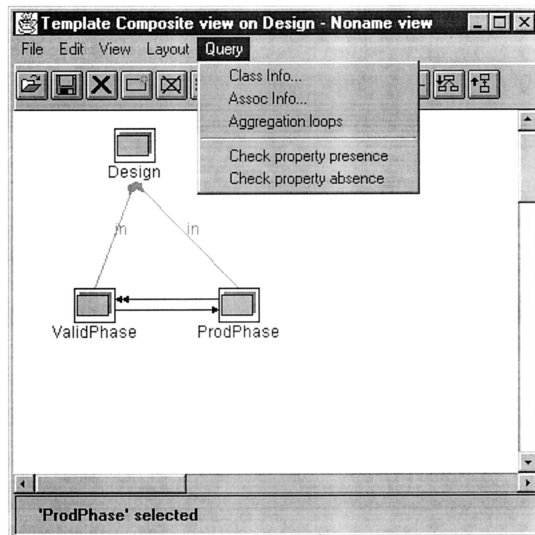 Template Composite view on Design - Noname view
File Edit View Layout Query
Class Info...
Assoc Info...
Aggregation loops
Check property presence
Check property absence
Design
in in
ValidPhase ProdPhase
'ProdPhase' selected